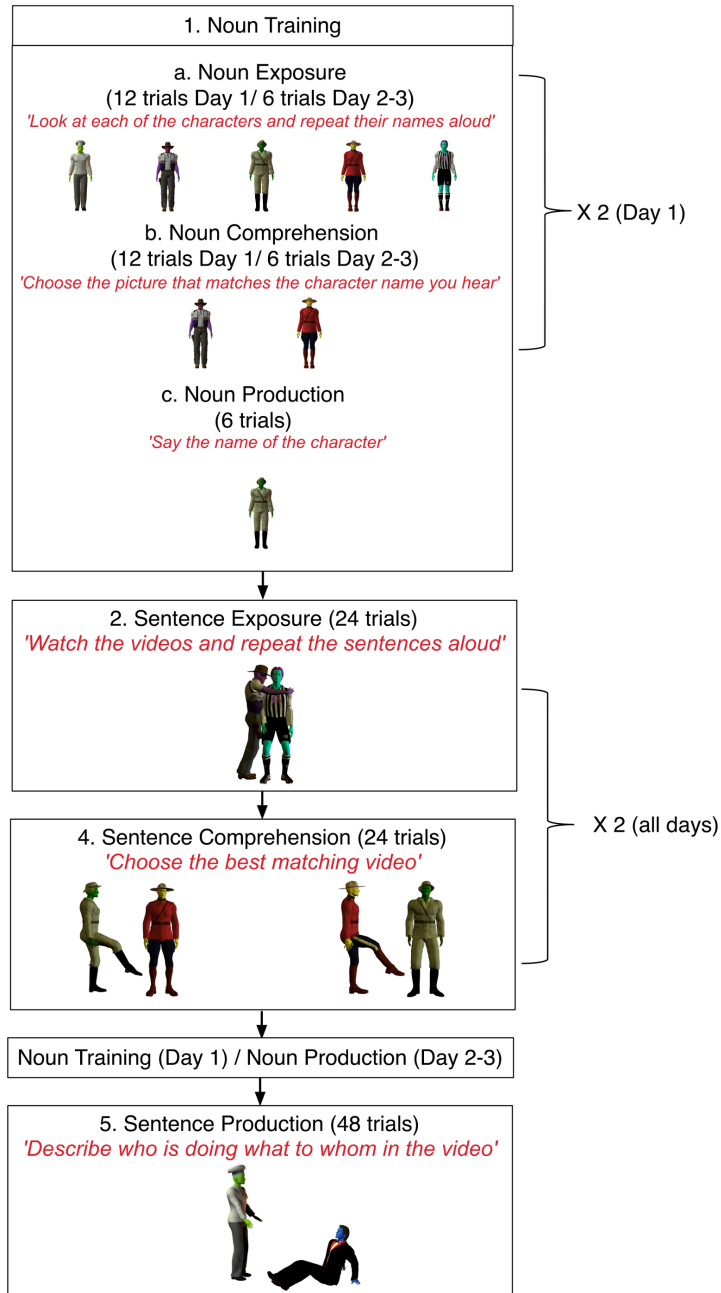 1. Noun Training
a. Noun Exposure
(12 trials Day 1/ 6 trials Day 2-3)
'Look at each of the characters and repeat their names aloud'
X 2 (Day 1)
b. Noun Comprehension
(12 trials Day 1/ 6 trials Day 2-3)
'Choose the picture that matches the character name you hear'
c. Noun Production
(6 trials)
'Say the name of the character'
2. Sentence Exposure (24 trials)
'Watch the videos and repeat the sentences aloud'
X 2 (all days)
4. Sentence Comprehension (24 trials)
'Choose the best matching video'
Noun Training (Day 1) / Noun Production (Day 2-3)
5. Sentence Production (48 trials)
'Describe who is doing what to whom in the video'